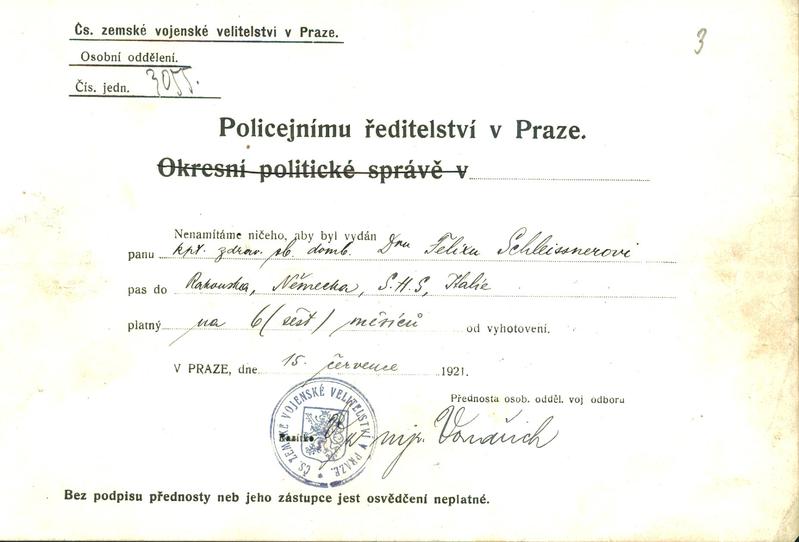 Čs. zemské vojenské velitelství v Praze.
3
Osobní oddělení.
Čís. jedn. 3055.
Policejnímu ředitelství v Praze.
Okresní politické správě v
Nenamítáme ničeho, aby byl vydán
panu kpt. zdrav. sb. domb. Dru Felixu Schleissnerovi
pas do Rakouska, Německa, S.H.S, Italie
platný na 6 (šest) měsíců od vyhotovení.
V PRAZE, dne 15. července 1921.
Přednosta osob. odděl. voj odboru
ČS. ZEMSKÉ VOJENSKÉ VELITELSTVÍ V PRAZE.
Razítko
mjr. Vondřich
Bez podpisu přednosty neb jeho zástupce jest osvědčení neplatné.